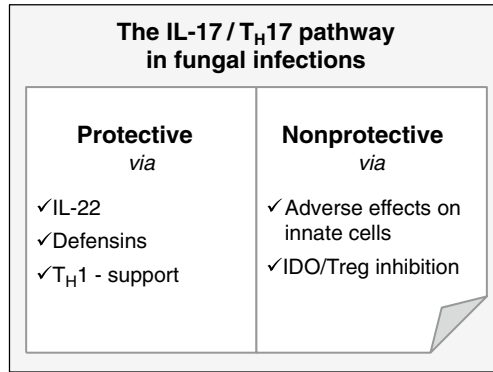 The IL-17 / TH17 pathway
in fungal infections
Protective
via
✓IL-22
✓Defensins
✓TH1 - support
Nonprotective
via
✓Adverse effects on
innate cells
✓IDO/Treg inhibition